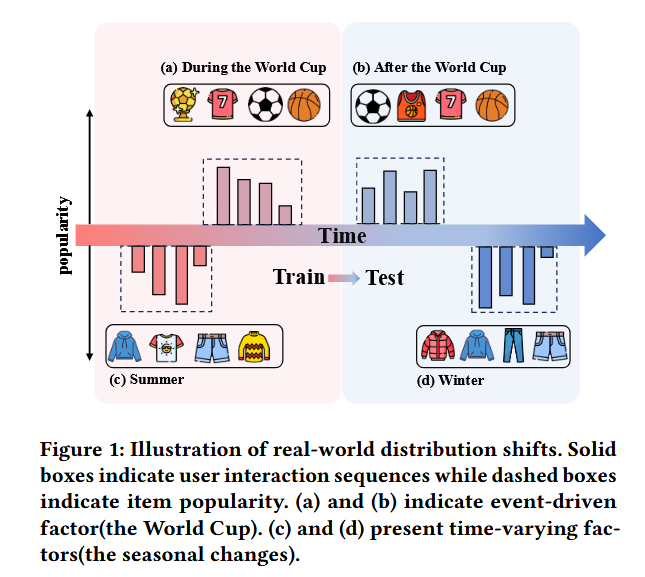 (a) During the World Cup
(b) After the World Cup
7
7
popularity
Time
Train
Test
(c) Summer
(d) Winter
Figure 1: Illustration of real-world distribution shifts. Solid
boxes indicate user interaction sequences while dashed boxes
indicate item popularity. (a) and (b) indicate event-driven
factor(the World Cup). (c) and (d) present time-varying fac-
tors(the seasonal changes).